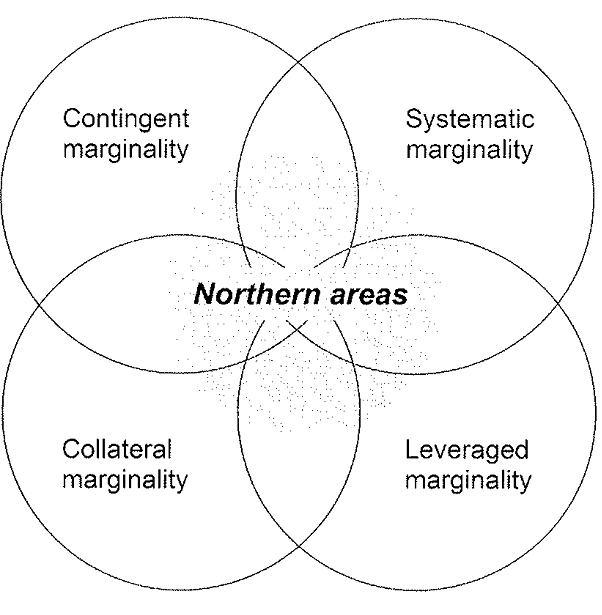 Contingent
marginality
Systematic
marginality
Northern areas
Collateral
marginality
Leveraged
marginality